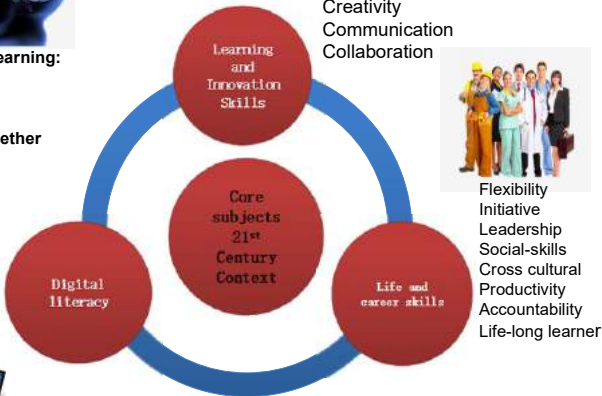 Creativity
Communication
Collaboration
earning:
ether
Learning
and
Innovation
Skills
Core
subjects
21st
Century
Context
Digital
literacy
Life and
career skills
Flexibility
Initiative
Leadership
Social-skills
Cross cultural
Productivity
Accountability
Life-long learner